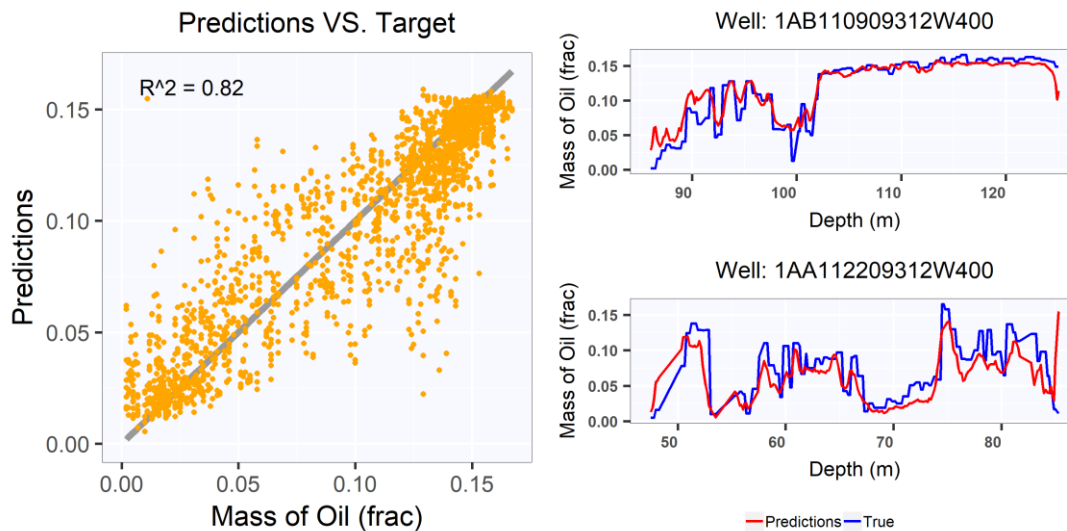 Predictions VS. Target
R^2 = 0.82
Predictions
0.15
0.10
0.05
0.00
0.00 0.05 0.10 0.15
Mass of Oil (frac)
Well: 1AB110909312W400
Mass of Oil (frac)
0.15
0.10
0.05
0.00
90 100 110 120
Depth (m)
Well: 1AA112209312W400
Mass of Oil (frac)
0.15
0.10
0.05
0.00
50 60 70 80
Depth (m)
Predictions True